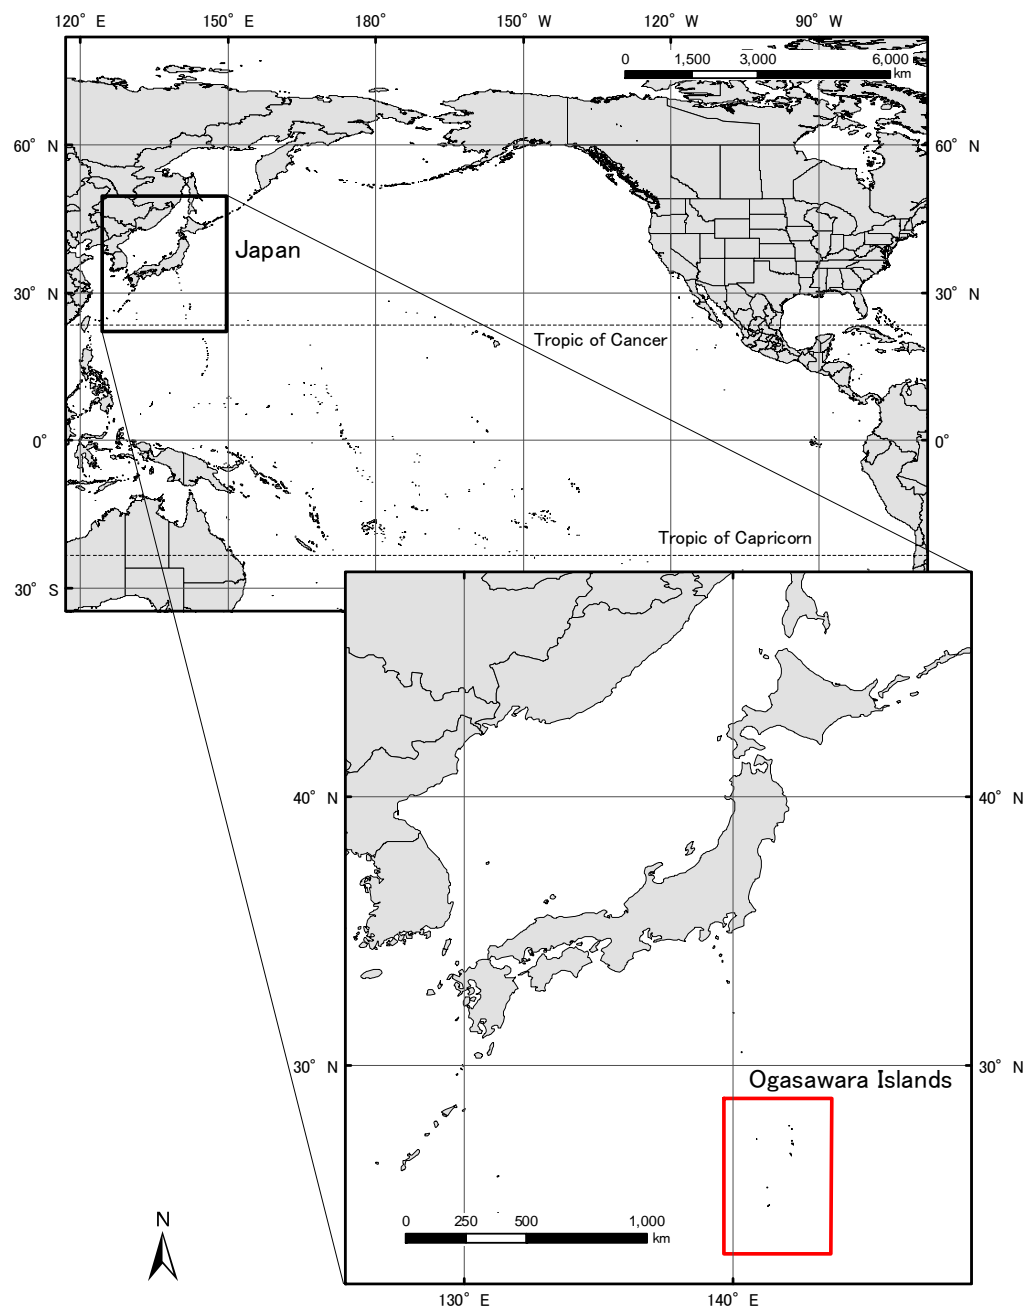 120° E 150° E 180° 150° W 120° W 90° W
0 1,500 3,000 6,000
km
60° N 60° N
Japan
30° N 30° N
Tropic of Cancer
0° 0°
Tropic of Capricorn
30° S
40° N 40° N
30° N 30° N
Ogasawara Islands
N
0 250 500 1,000
km
130° E 140° E